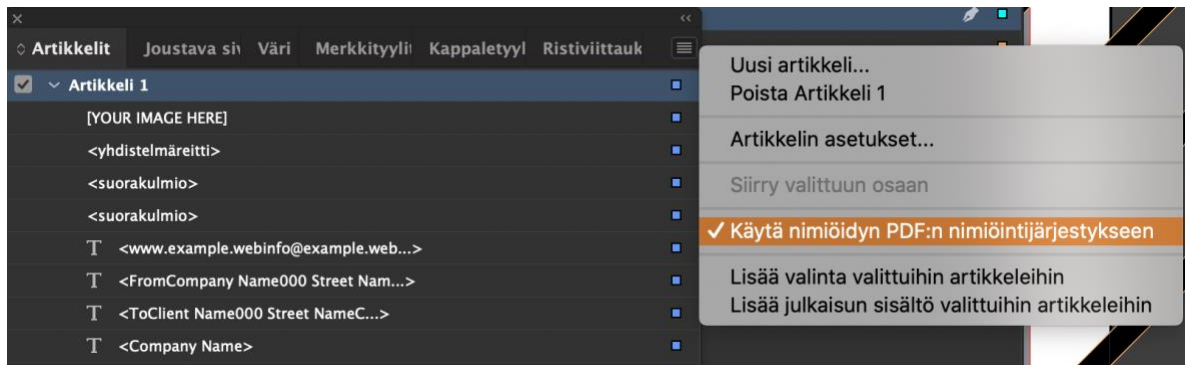 Artikkelit Joustava siv Väri Merkkityylit Kappaletyyl Ristiviittauk
Artikkeli 1
[YOUR IMAGE HERE]
<yhdistelmäreitti>
<suorakulmio>
<suorakulmio>
T <www.example.webinfo@example.web...>
T <FromCompany Name000 Street Nam...>
T <ToClient Name000 Street NameC...>
T <Company Name>
Uusi artikkeli...
Poista Artikkeli 1
Artikkelin asetukset...
Siirry valittuun osaan
Käytä nimiöidyn PDF:n nimiöintijärjestykseen
Lisää valinta valittuihin artikkeleihin
Lisää julkaisun sisältö valittuihin artikkeleihin